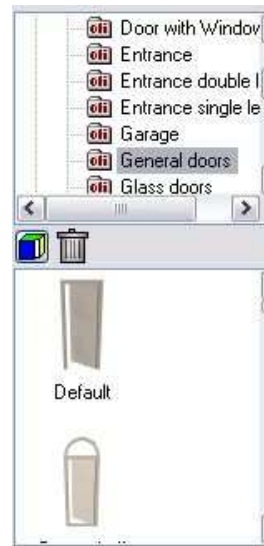 Door with Window
Entrance
Entrance double l
Entrance single le
Garage
General doors
Glass doors
Default